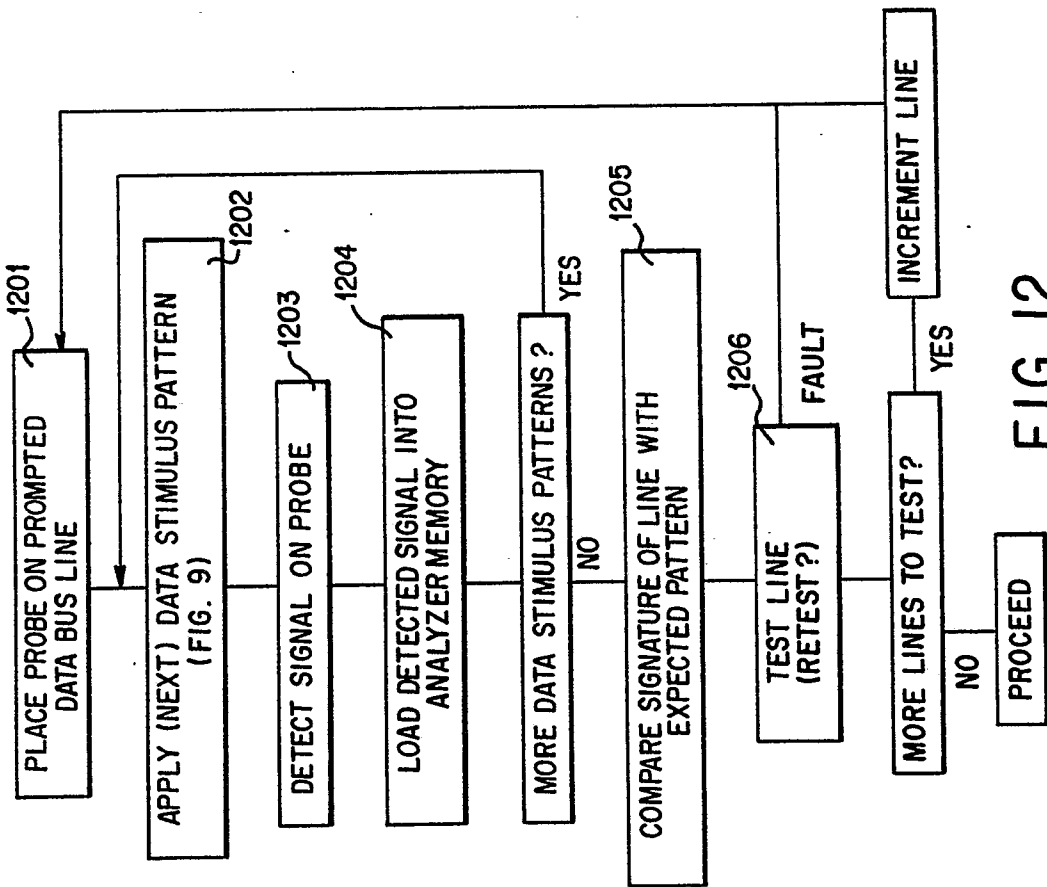 PLACE PROBE ON PROMPTED
DATA BUS LINE
1201
APPLY (NEXT) DATA STIMULUS PATTERN
(FIG. 9)
1202
DETECT SIGNAL ON PROBE
1203
LOAD DETECTED SIGNAL INTO
ANALYZER MEMORY
1204
MORE DATA STIMULUS PATTERNS?
YES
NO
COMPARE SIGNATURE OF LINE WITH
EXPECTED PATTERN
1205
TEST LINE
(RETEST?)
1206
FAULT
MORE LINES TO TEST?
YES
INCREMENT LINE
NO
PROCEED
FIG 12